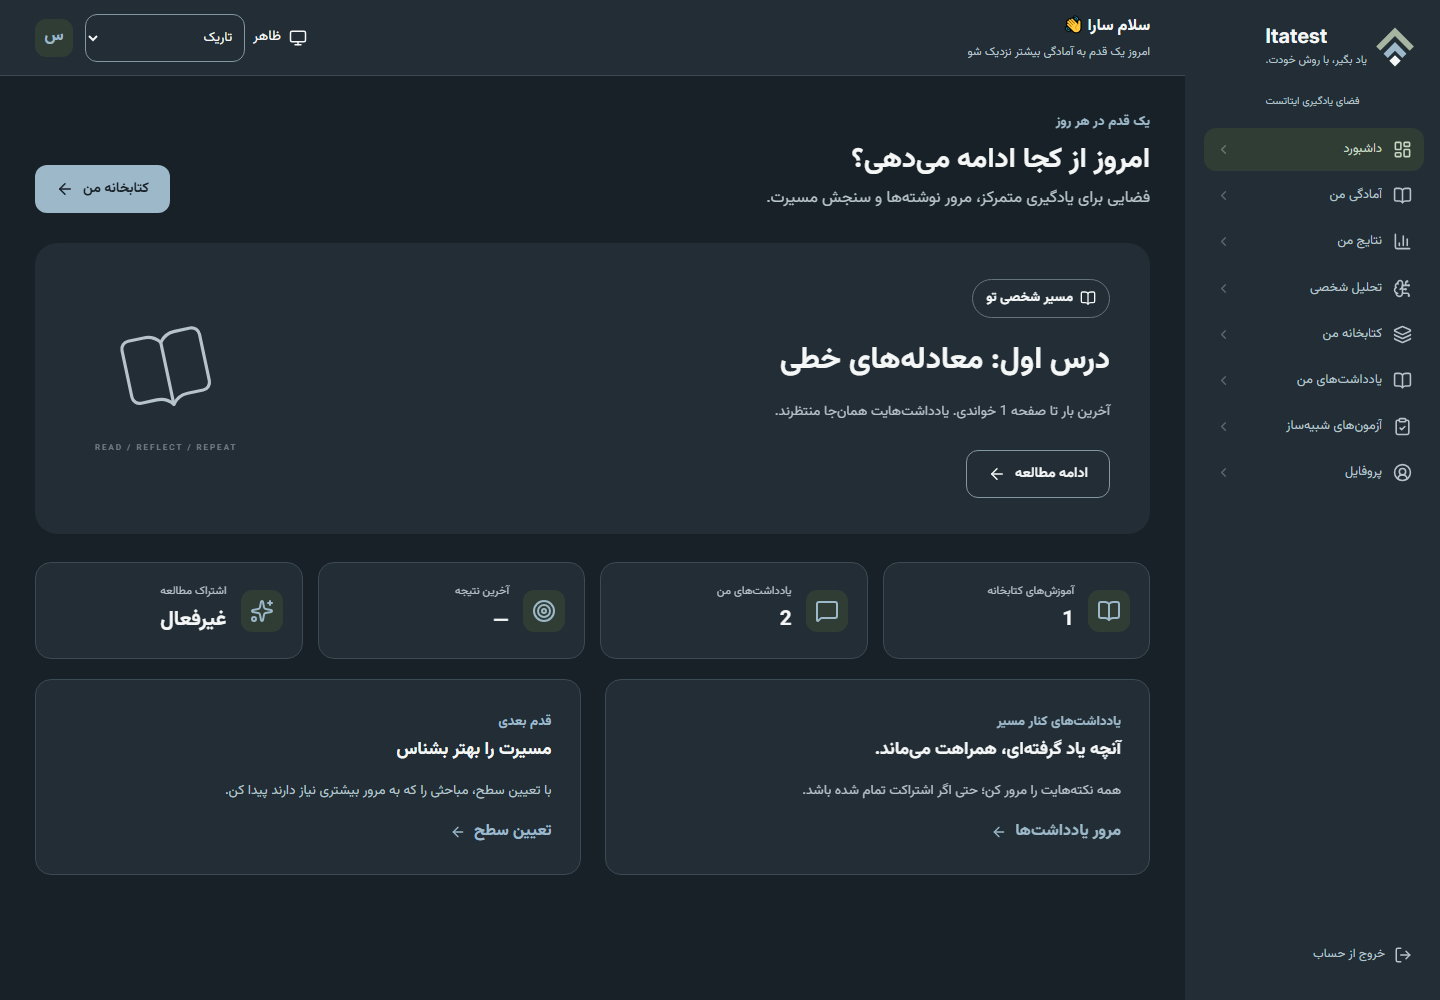 Itatest
یاد بگیر، با روش خودت.
فضای یادگیری ایتاتست
داشبورد
آمادگی من
نتایج من
تحلیل شخصی
کتابخانه من
یادداشت‌های من
آزمون‌های شبیه‌ساز
پروفایل
خروج از حساب
سلام سارا 👋
امروز یک قدم به آمادگی بیشتر نزدیک شو
ظاهر
تاریک
س
یک قدم در هر روز
امروز از کجا ادامه می‌دهی؟
فضایی برای یادگیری متمرکز، مرور نوشته‌ها و سنجش مسیرت.
کتابخانه من
مسیر شخصی تو
درس اول: معادله‌های خطی
آخرین بار تا صفحه 1 خواندی. یادداشت‌هایت همان‌جا منتظرند.
ادامه مطالعه
READ / REFLECT / REPEAT
آموزش‌های کتابخانه
1
یادداشت‌های من
2
آخرین نتیجه
—
اشتراک مطالعه
غیرفعال
یادداشت‌های کنار مسیر
آنچه یاد گرفته‌ای، همراهت می‌ماند.
همه نکته‌هایت را مرور کن؛ حتی اگر اشتراکت تمام شده باشد.
مرور یادداشت‌ها
قدم بعدی
مسیرت را بهتر بشناس
با تعیین سطح، مباحثی را که به مرور بیشتری نیاز دارند پیدا کن.
تعیین سطح